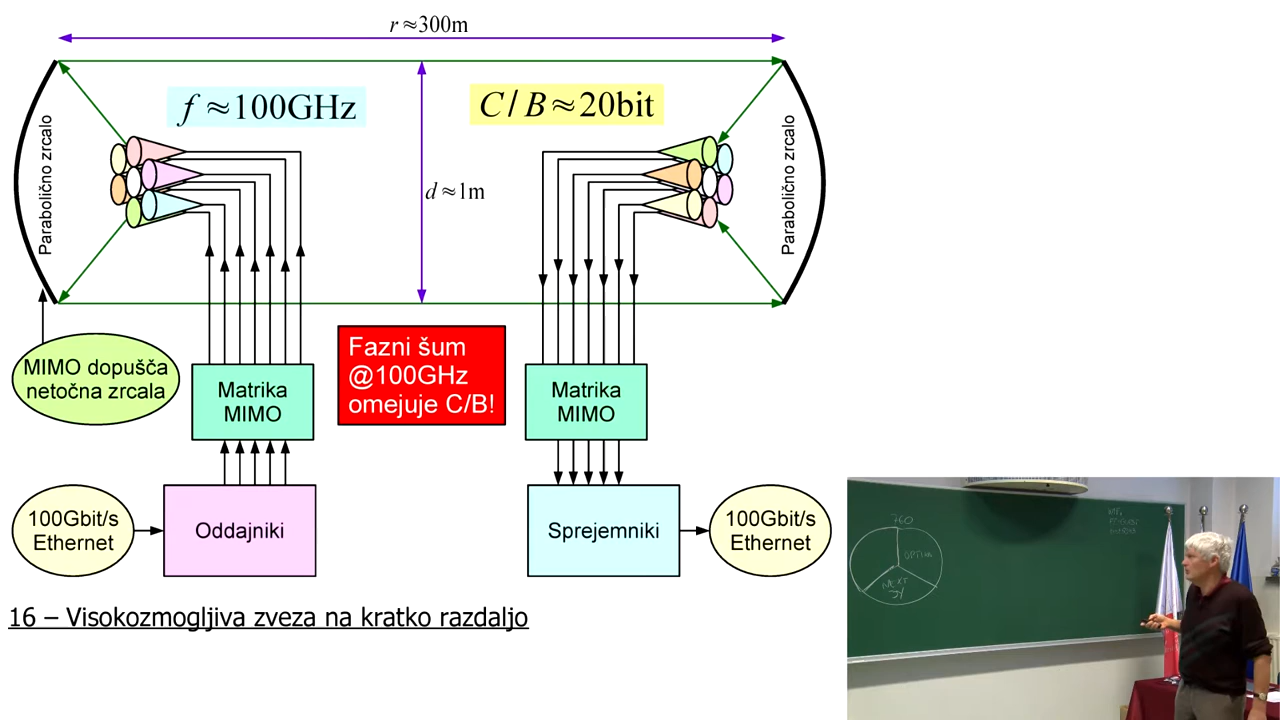 r ≈ 300m
f ≈ 100GHz
C / B ≈ 20bit
Parabolično zrcalo
Parabolično zrcalo
d ≈ 1m
MIMO dopušča
netočna zrcala
Matrika
MIMO
Fazni šum
@100GHz
omejuje C/B!
Matrika
MIMO
100Gbit/s
Ethernet
Oddajniki
Sprejemniki
100Gbit/s
Ethernet
16 – Visokozmogljiva zveza na kratko razdaljo
760